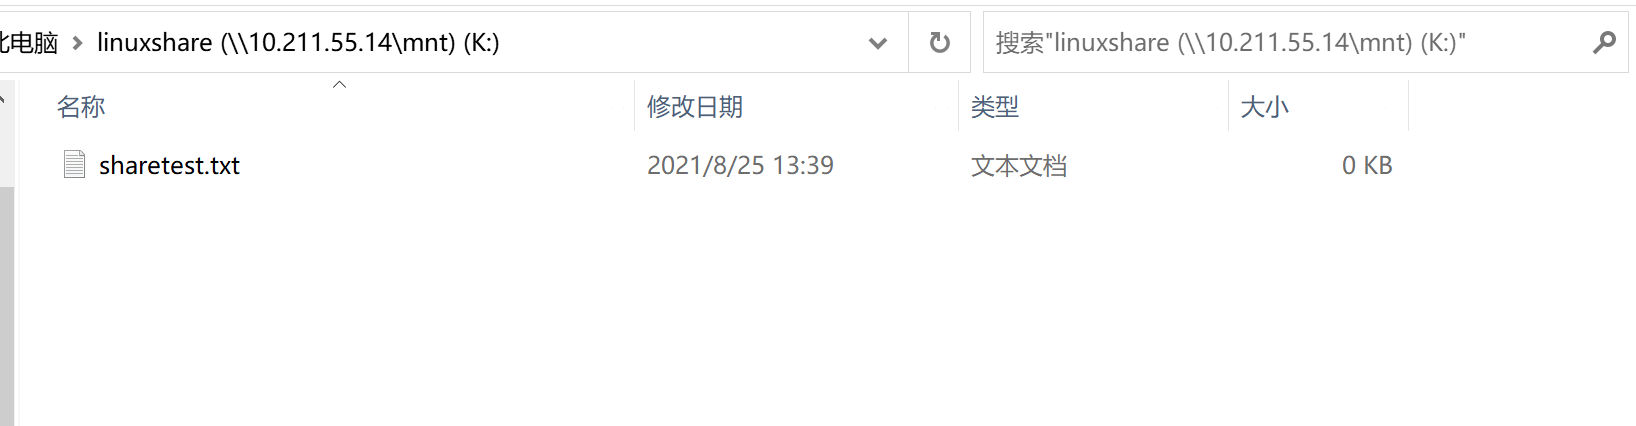 电脑 > linuxshare (\\10.211.55.14\mnt) (K:)
搜索"linuxshare (\\10.211.55.14\mnt) (K:)"
名称 修改日期 类型 大小
sharetest.txt 2021/8/25 13:39 文本文档 0 KB